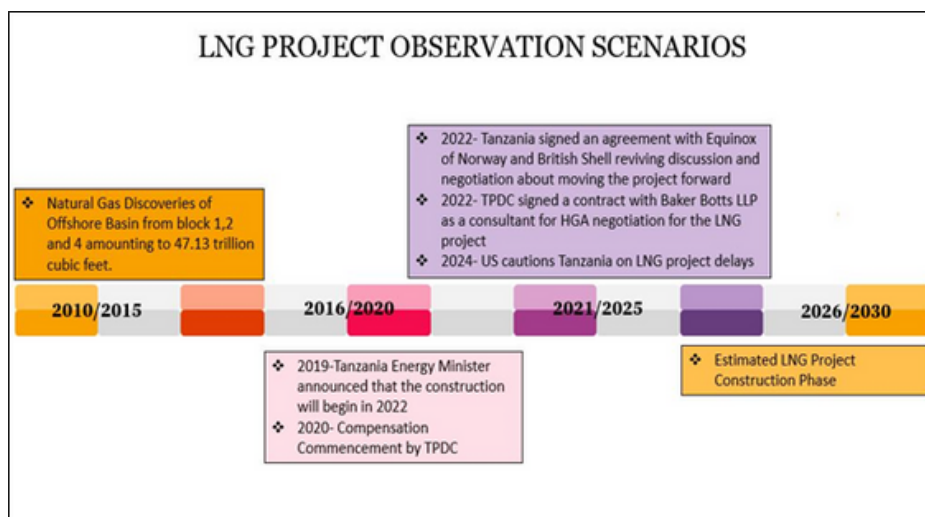 LNG PROJECT OBSERVATION SCENARIOS
❖ Natural Gas Discoveries of
Offshore Basin from block 1,2
and 4 amounting to 47.13 trillion
cubic feet.
❖ 2022- Tanzania signed an agreement with Equinox
of Norway and British Shell reviving discussion and
negotiation about moving the project forward
❖ 2022- TPDC signed a contract with Baker Botts LLP
as a consultant for HGA negotiation for the LNG
project
❖ 2024- US cautions Tanzania on LNG project delays
2010/2015
2016/2020
2021/2025
2026/2030
❖ 2019-Tanzania Energy Minister
announced that the construction
will begin in 2022
❖ 2020- Compensation
Commencement by TPDC
❖ Estimated LNG Project
Construction Phase